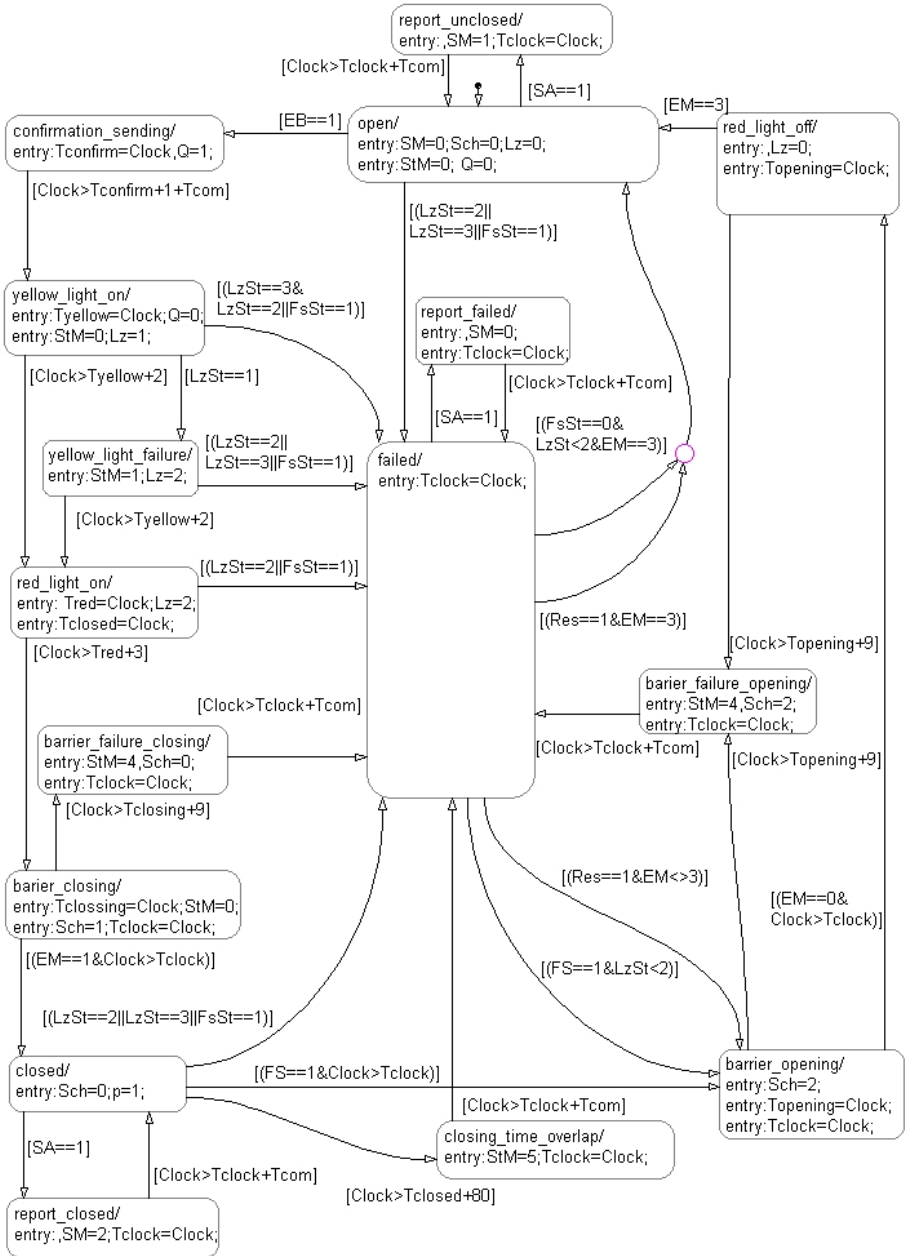 report_unclosed/
entry:,SM=1;Tclock=Clock;
[Clock>Tclock+Tcom]
[SA==1]
[EB==1]
[EM==3]
confirmation_sending/
entry:Tconfirm=Clock,Q=1;
open/
entry:SM=0;Sch=0;Lz=0;
entry:StM=0; Q=0;
red_light_off/
entry:,Lz=0;
entry:Topening=Clock;
[Clock>Tconfirm+1+Tcom]
[(LzSt==2||
LzSt==3||FsSt==1)]
yellow_light_on/
entry:Tyellow=Clock;Q=0;
entry:StM=0;Lz=1;
[(LzSt==3&
LzSt==2||FsSt==1)]
report_failed/
entry:,SM=0;
entry:Tclock=Clock;
[Clock>Tyellow+2]
[LzSt==1]
[Clock>Tclock+Tcom]
[SA==1]
[(FsSt==0&
LzSt<2&EM==3)]
yellow_light_failure/
entry:StM=1;Lz=2;
[(LzSt==2||
LzSt==3||FsSt==1)]
failed/
entry:Tclock=Clock;
[Clock>Tyellow+2]
red_light_on/
entry: Tred=Clock;Lz=2;
entry:Tclosed=Clock;
[(LzSt==2||FsSt==1)]
[(Res==1&EM==3)]
[Clock>Tred+3]
[Clock>Topening+9]
[Clock>Tclock+Tcom]
barier_failure_opening/
entry:StM=4,Sch=2;
entry:Tclock=Clock;
barrier_failure_closing/
entry:StM=4,Sch=0;
entry:Tclock=Clock;
[Clock>Tclock+Tcom]
[Clock>Topening+9]
[Clock>Tclosing+9]
barier_closing/
entry:Tclossing=Clock;StM=0;
entry:Sch=1;Tclock=Clock;
[(Res==1&EM<>3)]
[(EM==0&
Clock>Tclock)]
[(EM==1&Clock>Tclock)]
[(FS==1&LzSt<2)]
[(LzSt==2||LzSt==3||FsSt==1)]
closed/
entry:Sch=0;p=1;
[(FS==1&Clock>Tclock)]
barrier_opening/
entry:Sch=2;
entry:Topening=Clock;
entry:Tclock=Clock;
[Clock>Tclock+Tcom]
[SA==1]
[Clock>Tclock+Tcom]
closing_time_overlap/
entry:StM=5;Tclock=Clock;
[Clock>Tclosed+80]
report_closed/
entry:,SM=2;Tclock=Clock;